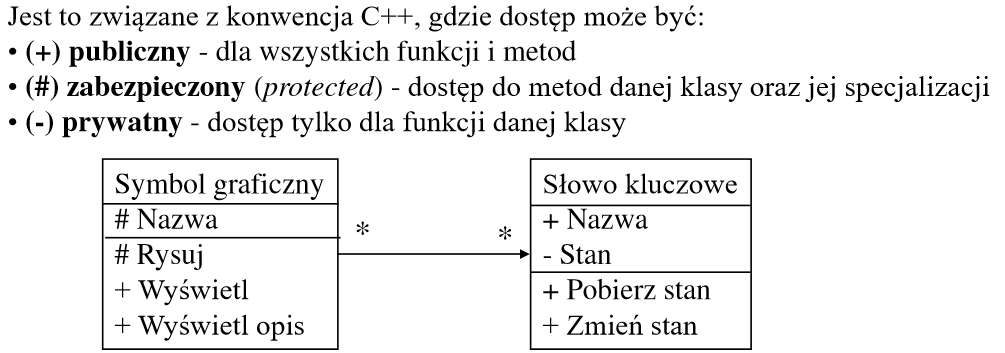 Jest to związane z konwencja C++, gdzie dostęp może być:
• (+) publiczny - dla wszystkich funkcji i metod
• (#) zabezpieczony (protected) - dostęp do metod danej klasy oraz jej specjalizacji
• (-) prywatny - dostęp tylko dla funkcji danej klasy
Symbol graficzny
# Nazwa
# Rysuj
+ Wyświetl
+ Wyświetl opis
*
*
Słowo kluczowe
+ Nazwa
- Stan
+ Pobierz stan
+ Zmień stan